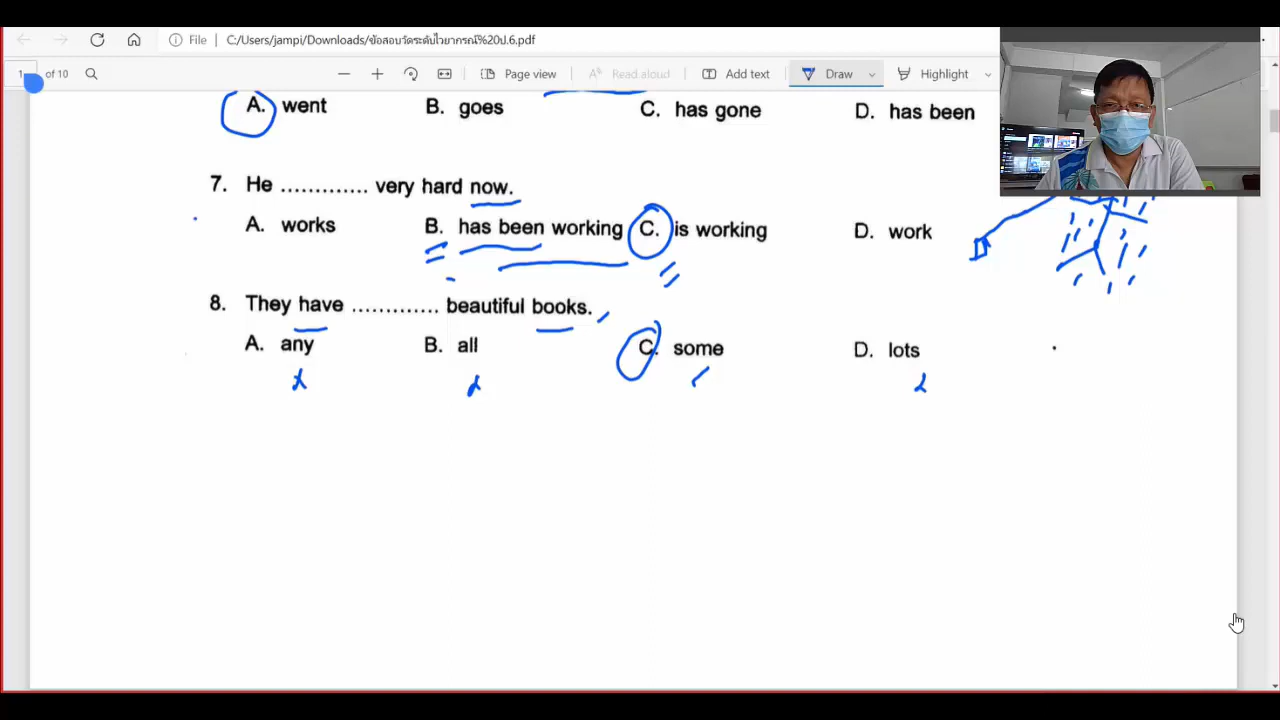 File C:/Users/jampi/Downloads/ข้อสอบวัดระดับไวยากรณ์%20ป.6.pdf
1 of 10 Page view Read aloud Add text Draw Highlight
A. went B. goes C. has gone D. has been
7. He ............. very hard now.
A. works B. has been working C. is working D. work
8. They have ............. beautiful books.
A. any B. all C. some D. lots